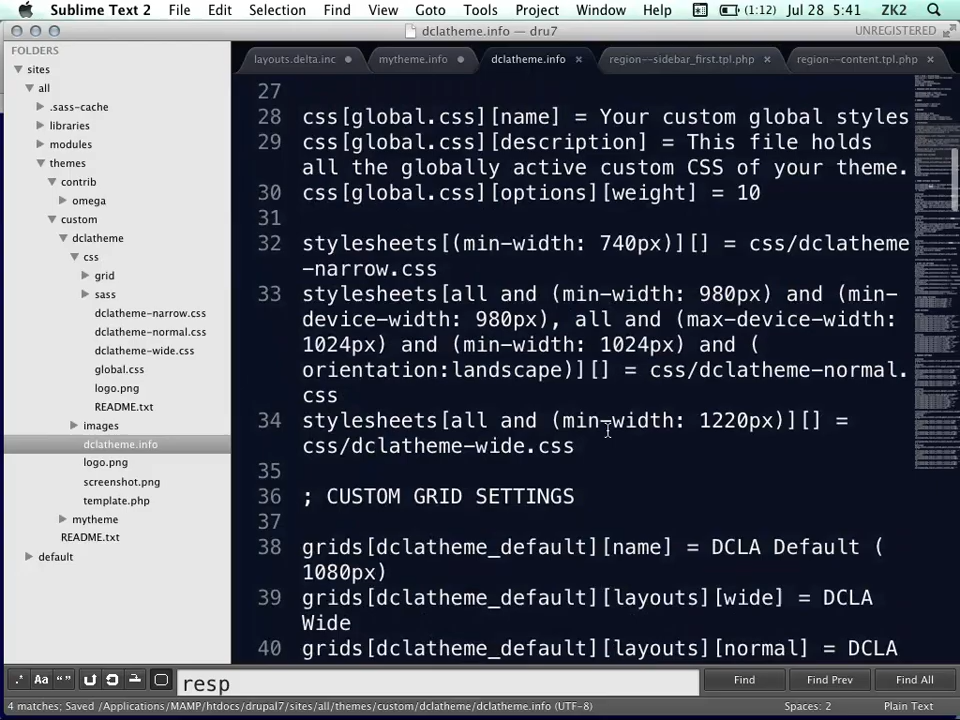 Sublime Text 2 File Edit Selection Find View Goto Tools Project Window Help (1:12) Jul 28 5:41 ZK2
dclatheme.info — dru7
UNREGISTERED
FOLDERS
sites
all
.sass-cache
libraries
modules
themes
contrib
omega
custom
dclatheme
css
grid
sass
dclatheme-narrow.css
dclatheme-normal.css
dclatheme-wide.css
global.css
logo.png
README.txt
images
dclatheme.info
logo.png
screenshot.png
template.php
mytheme
README.txt
default
layouts.delta.inc mytheme.info dclatheme.info region--sidebar_first.tpl.php region--content.tpl.php
27
28 css[global.css][name] = Your custom global styles
29 css[global.css][description] = This file holds
all the globally active custom CSS of your theme.
30 css[global.css][options][weight] = 10
31
32 stylesheets[(min-width: 740px)][] = css/dclatheme
-narrow.css
33 stylesheets[all and (min-width: 980px) and (min-
device-width: 980px), all and (max-device-width:
1024px) and (min-width: 1024px) and (
orientation:landscape)][] = css/dclatheme-normal.
css
34 stylesheets[all and (min-width: 1220px)][] =
css/dclatheme-wide.css
35
36 ; CUSTOM GRID SETTINGS
37
38 grids[dclatheme_default][name] = DCLA Default (
1080px)
39 grids[dclatheme_default][layouts][wide] = DCLA
Wide
40 grids[dclatheme_default][layouts][normal] = DCLA
.* Aa “” resp Find Find Prev Find All
4 matches; Saved /Applications/MAMP/htdocs/drupal7/sites/all/themes/custom/dclatheme/dclatheme.info (UTF-8) Spaces: 2 Plain Text